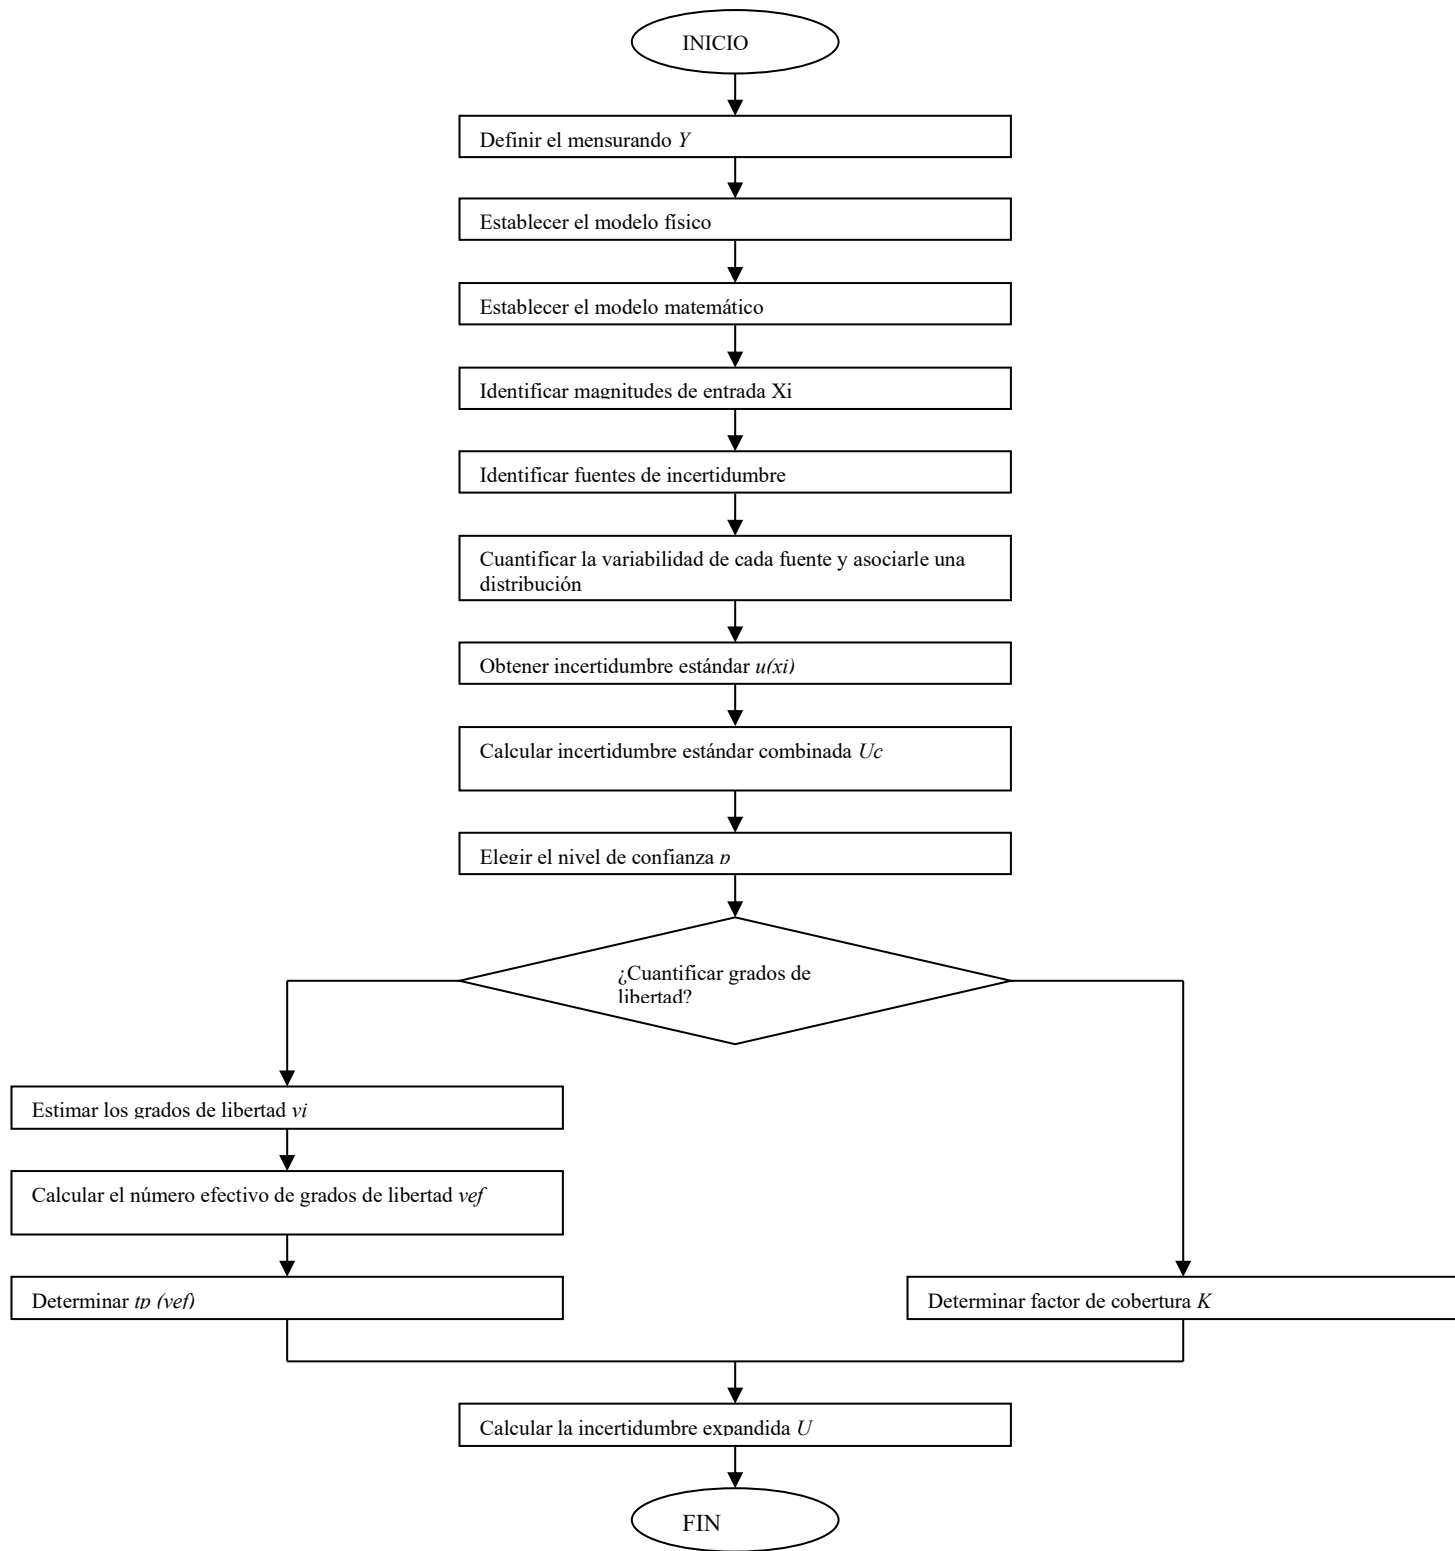 INICIO
Definir el mensurando Y
Establecer el modelo físico
Establecer el modelo matemático
Identificar magnitudes de entrada Xi
Identificar fuentes de incertidumbre
Cuantificar la variabilidad de cada fuente y asociarle una
distribución
Obtener incertidumbre estándar u(xi)
Calcular incertidumbre estándar combinada Uc
Elegir el nivel de confianza p
¿Cuantificar grados de
libertad?
Estimar los grados de libertad vi
Calcular el número efectivo de grados de libertad vef
Determinar tp (vef)
Determinar factor de cobertura K
Calcular la incertidumbre expandida U
FIN